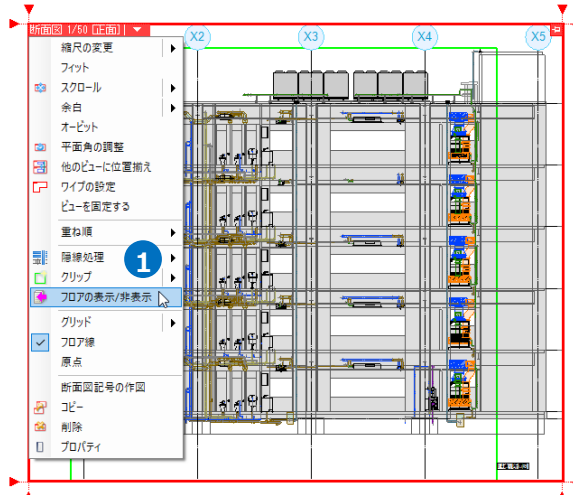 断面図 1/50 [正面] ▼
X2 X3 X4 X5
縮尺の変更
フィット
スクロール
余白
オービット
平面角の調整
他のビューに位置揃え
ワイプの設定
ビューを固定する
重ね順
隠線処理
1
クリップ
フロアの表示/非表示
グリッド
フロア線
原点
断面図記号の作図
コピー
削除
プロパティ